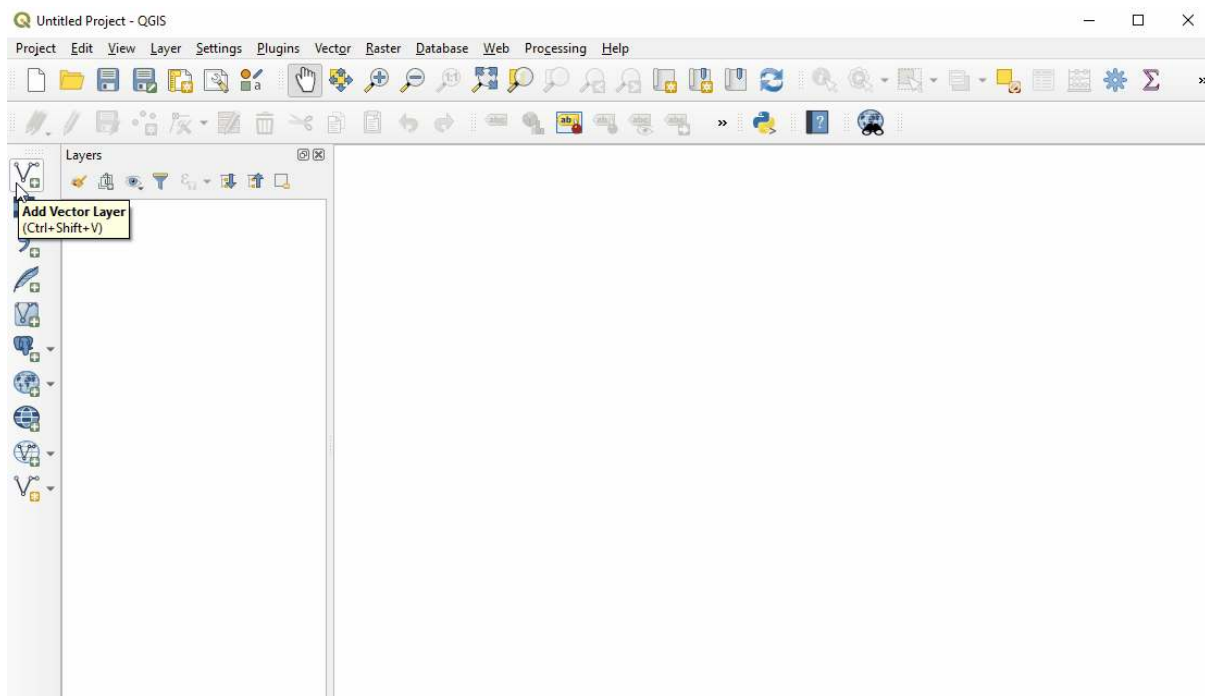 Untitled Project - QGIS
Project Edit View Layer Settings Plugins Vector Raster Database Web Processing Help
Layers
Add Vector Layer
(Ctrl+Shift+V)